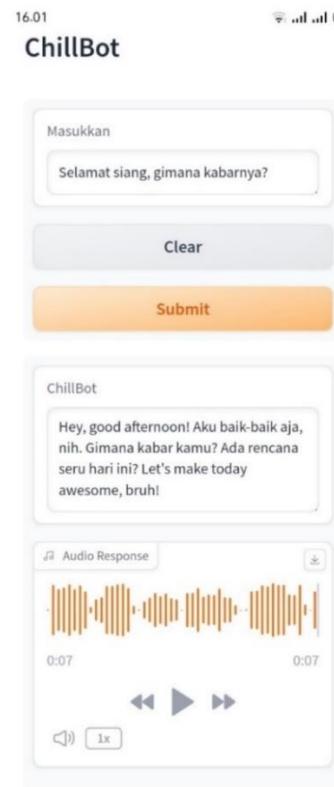 16.01
ChillBot
Masukkan
Selamat siang, gimana kabarnya?
Clear
Submit
ChillBot
Hey, good afternoon! Aku baik-baik aja,
nih. Gimana kabar kamu? Ada rencana
seru hari ini? Let's make today
awesome, bruh!
Audio Response
0:07 0:07
1x